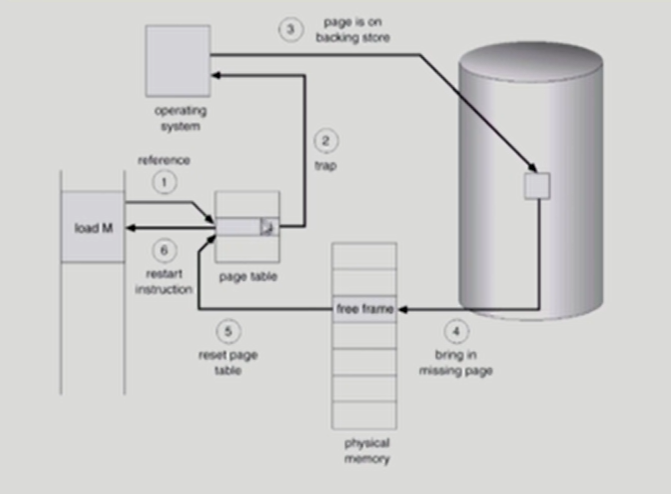 3
page is on
backing store
operating
system
2
trap
reference
1
load M
6
restart
instruction
page table
free frame
5
reset page
table
4
bring in
missing page
physical
memory